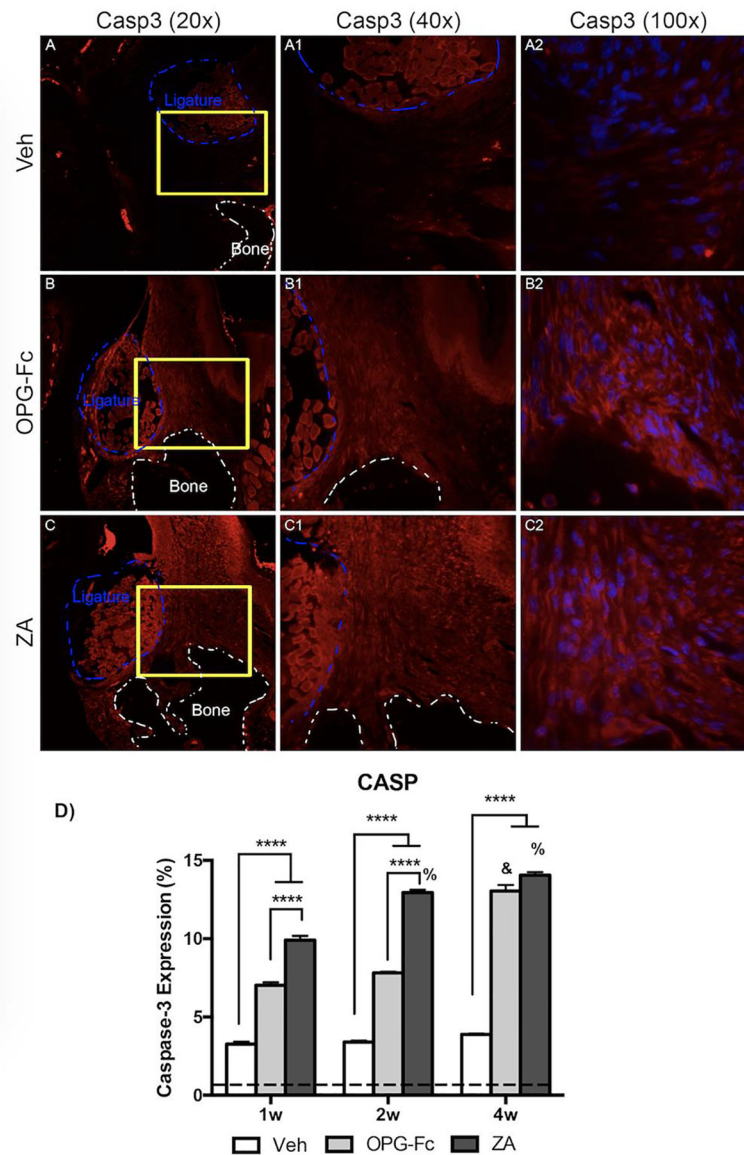 Casp3 (20x) Casp3 (40x) Casp3 (100x)
Veh
A
Ligature
Bone
A1
A2
OPG-Fc
B
Ligature
Bone
B1
B2
ZA
C
Ligature
Bone
C1
C2
D)
CASP
Caspase-3 Expression (%)
15
10
5
0
****
****
****
****
%
****
&
%
1w 2w 4w
Veh OPG-Fc ZA